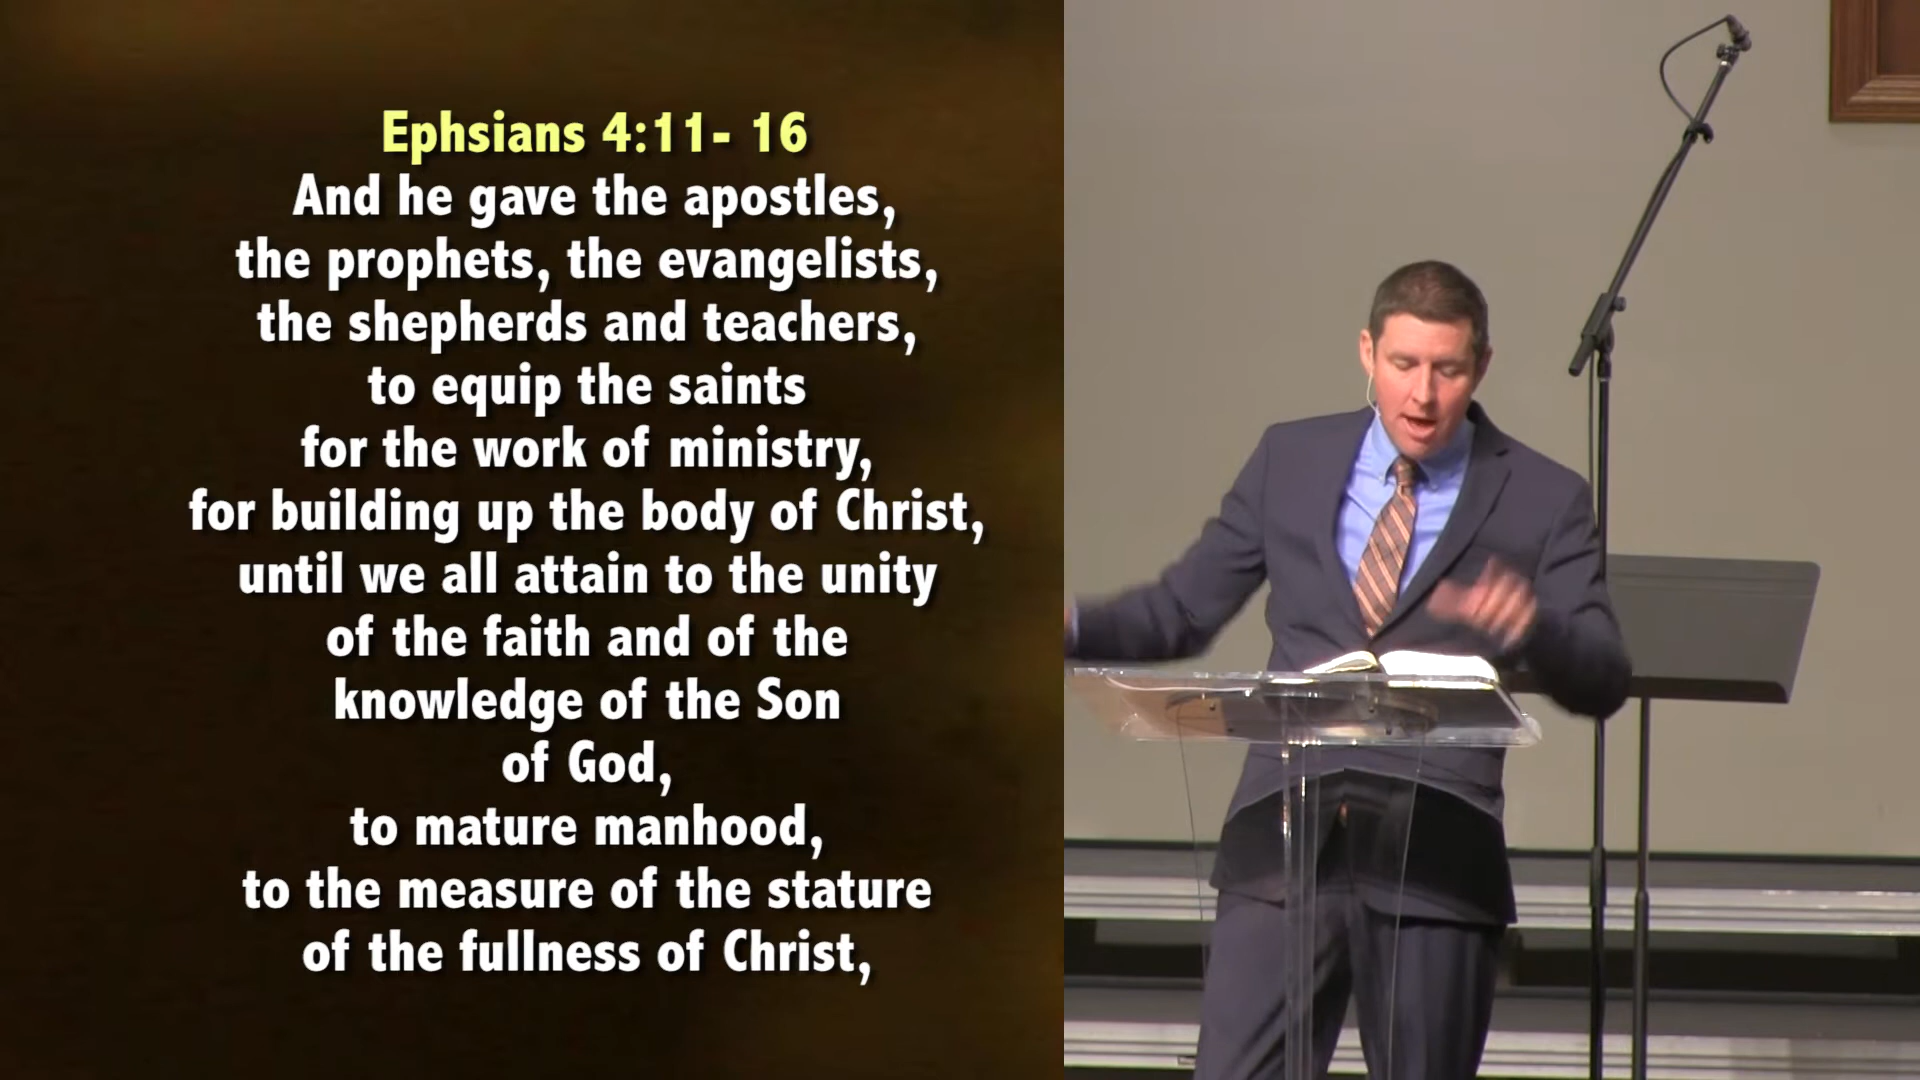 Ephsians 4:11- 16
And he gave the apostles,
the prophets, the evangelists,
the shepherds and teachers,
to equip the saints
for the work of ministry,
for building up the body of Christ,
until we all attain to the unity
of the faith and of the
knowledge of the Son
of God,
to mature manhood,
to the measure of the stature
of the fullness of Christ,